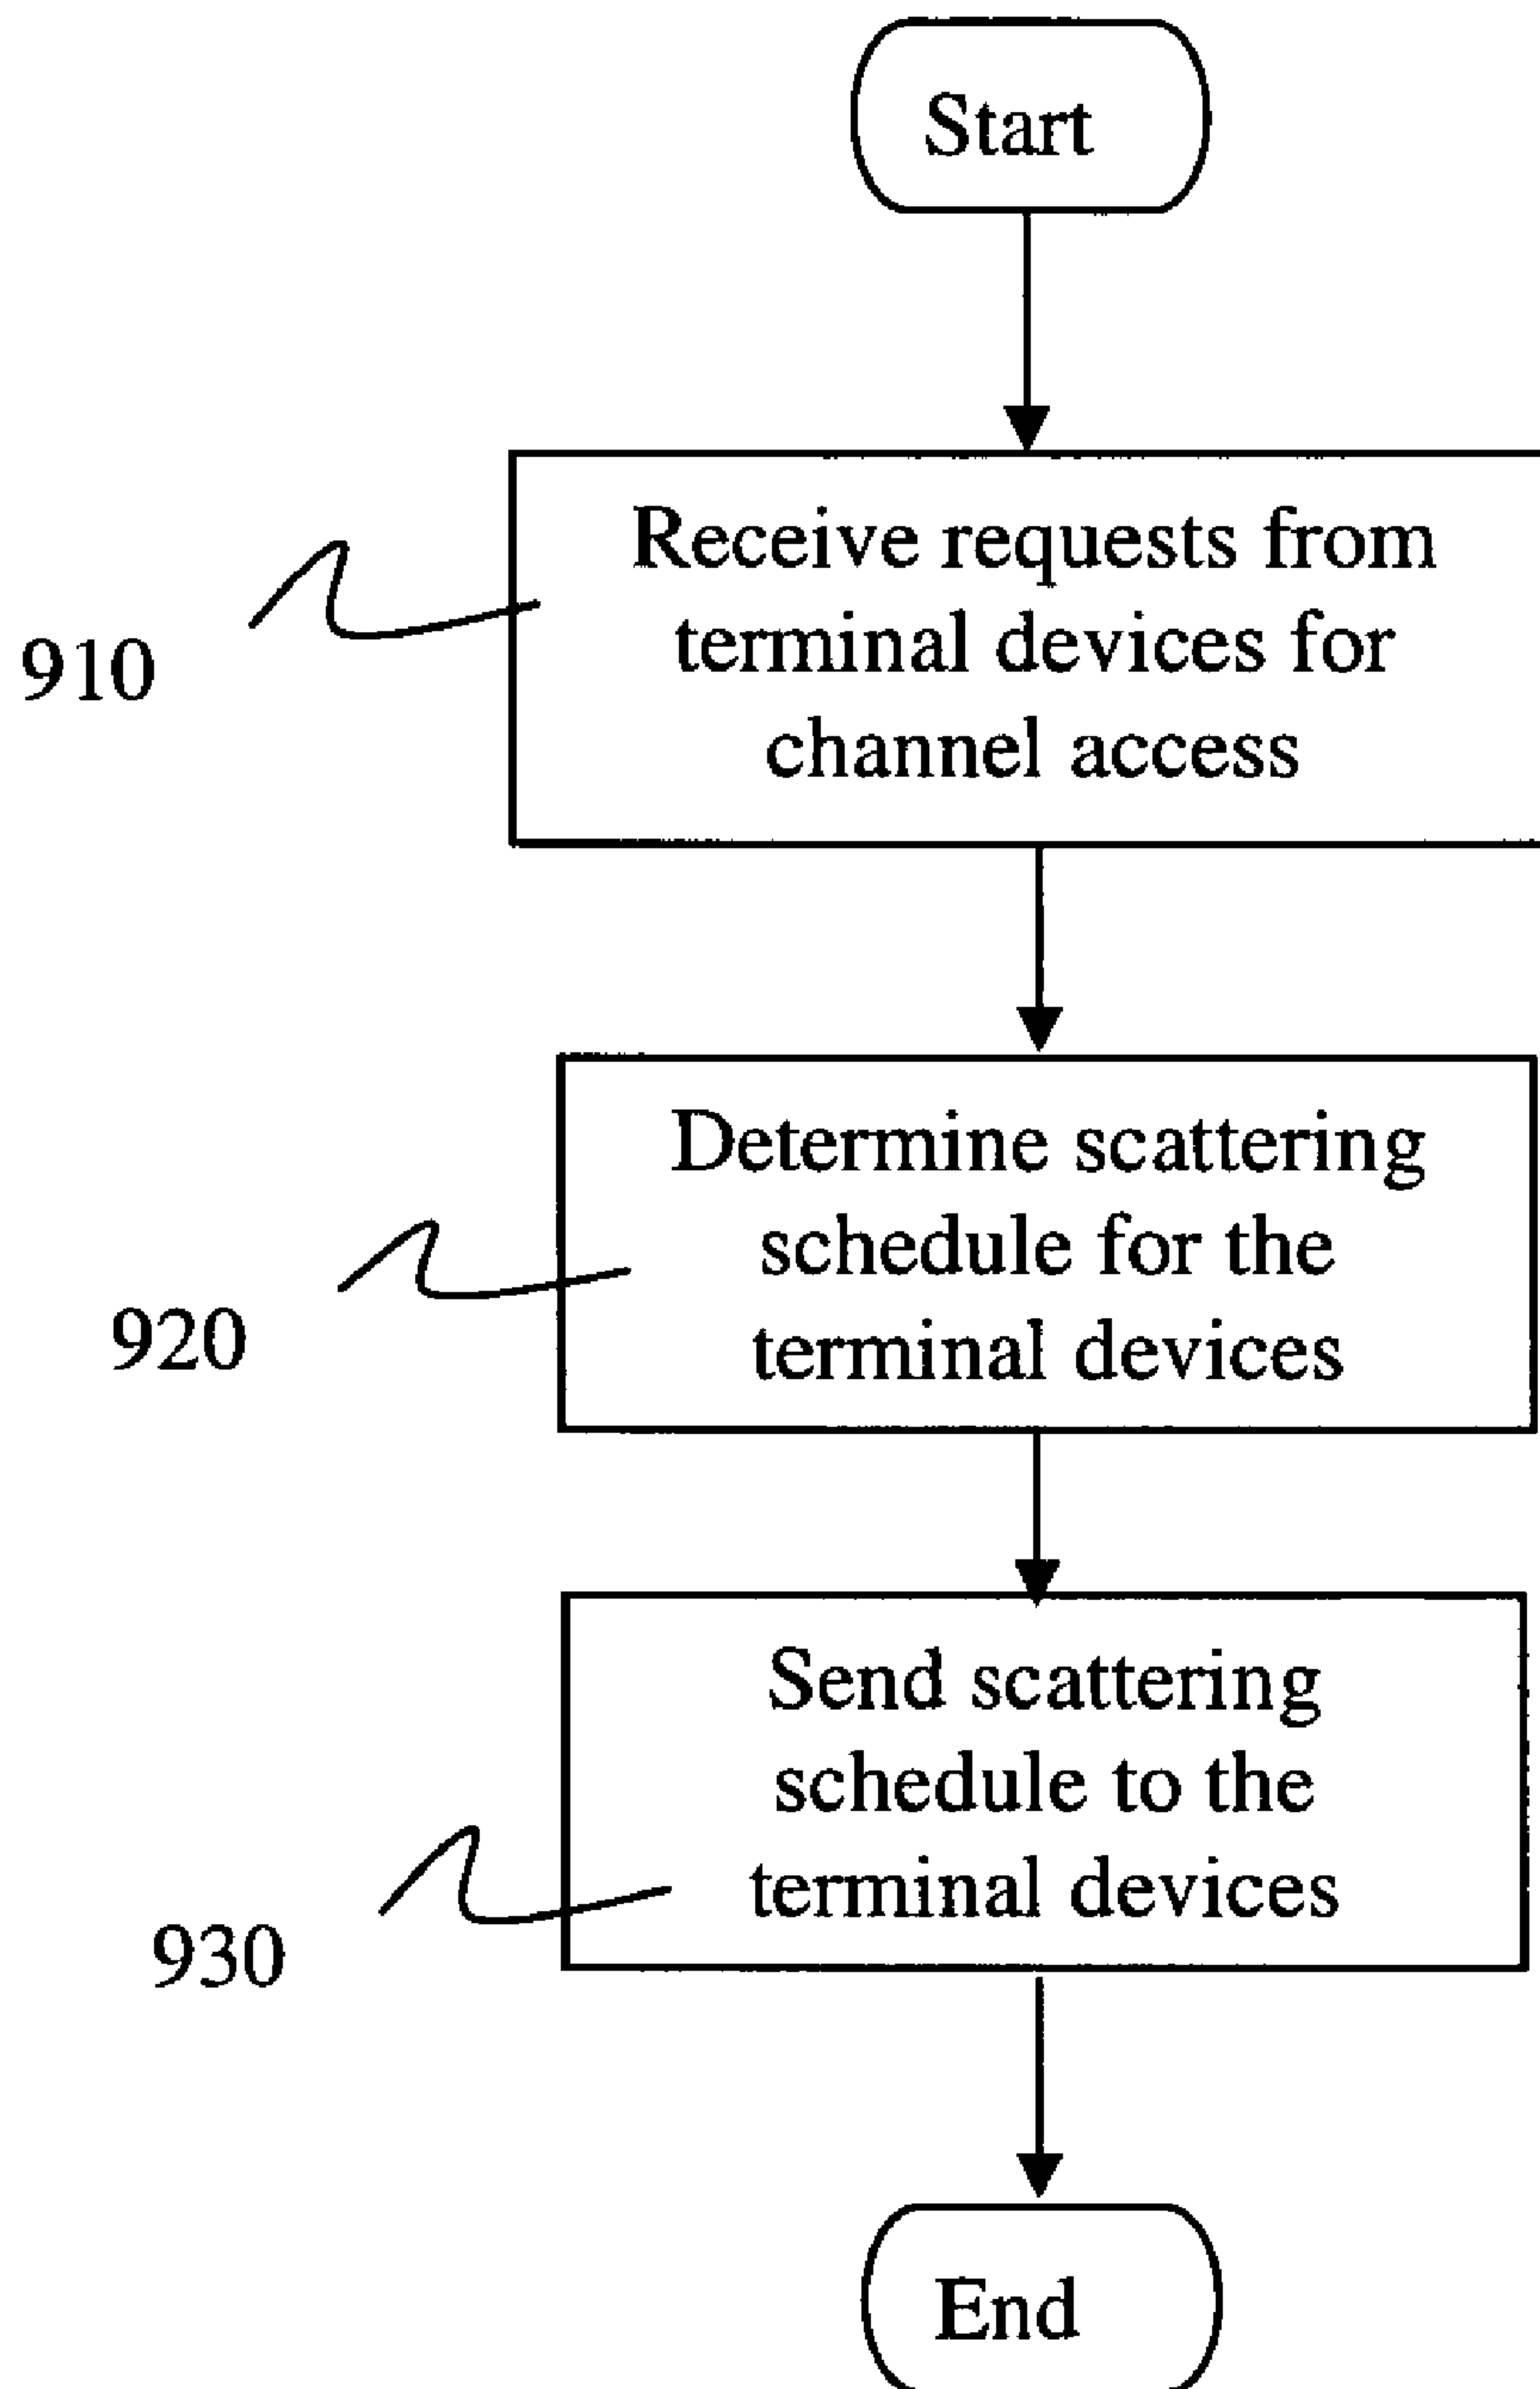 Start
Receive requests from
terminal devices for
channel access
910
Determine scattering
schedule for the
terminal devices
920
Send scattering
schedule to the
terminal devices
930
End